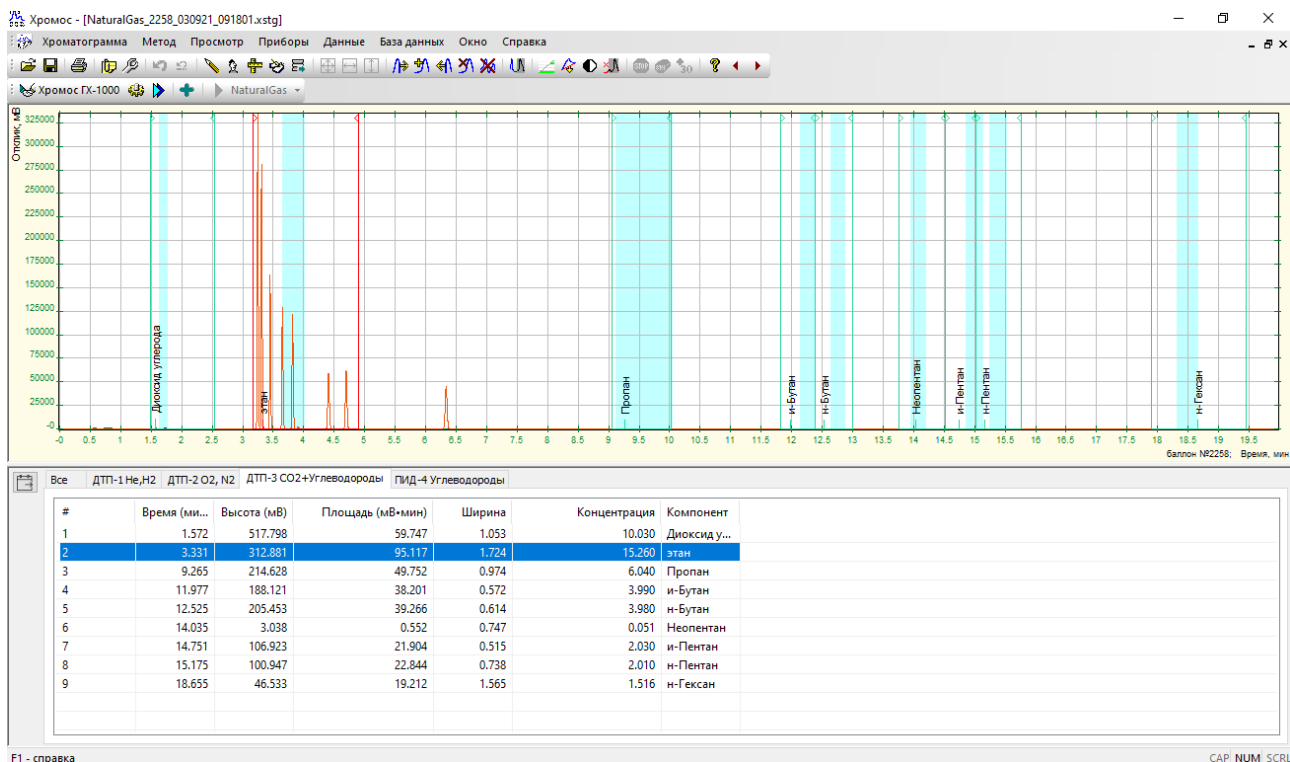 Хромос - [NaturalGas_2258_030921_091801.xstg]
Хроматограмма Метод Просмотр Приборы Данные База данных Окно Справка
Хромос ГХ-1000 NaturalGas
Отклик, мВ
325000
300000
275000
250000
225000
200000
175000
150000
125000
100000
75000
50000
25000
-0
Диоксид углерода
этан
Пропан
и-Бутан
н-Бутан
Неопентан
и-Пентан
н-Пентан
н-Гексан
-0 0.5 1 1.5 2 2.5 3 3.5 4 4.5 5 5.5 6 6.5 7 7.5 8 8.5 9 9.5 10 10.5 11 11.5 12 12.5 13 13.5 14 14.5 15 15.5 16 16.5 17 17.5 18 18.5 19 19.5
баллон №2258; Время, мин
Все ДТП-1 He,H2 ДТП-2 O2, N2 ДТП-3 CO2+Углеводороды ПИД-4 Углеводороды
# Время (ми... Высота (мВ) Площадь (мВ•мин) Ширина Концентрация Компонент
1 1.572 517.798 59.747 1.053 10.030 Диоксид у...
2 3.331 312.881 95.117 1.724 15.260 этан
3 9.265 214.628 49.752 0.974 6.040 Пропан
4 11.977 188.121 38.201 0.572 3.990 и-Бутан
5 12.525 205.453 39.266 0.614 3.980 н-Бутан
6 14.035 3.038 0.552 0.747 0.051 Неопентан
7 14.751 106.923 21.904 0.515 2.030 и-Пентан
8 15.175 100.947 22.844 0.738 2.010 н-Пентан
9 18.655 46.533 19.212 1.565 1.516 н-Гексан
F1 - справка CAP NUM SCRL